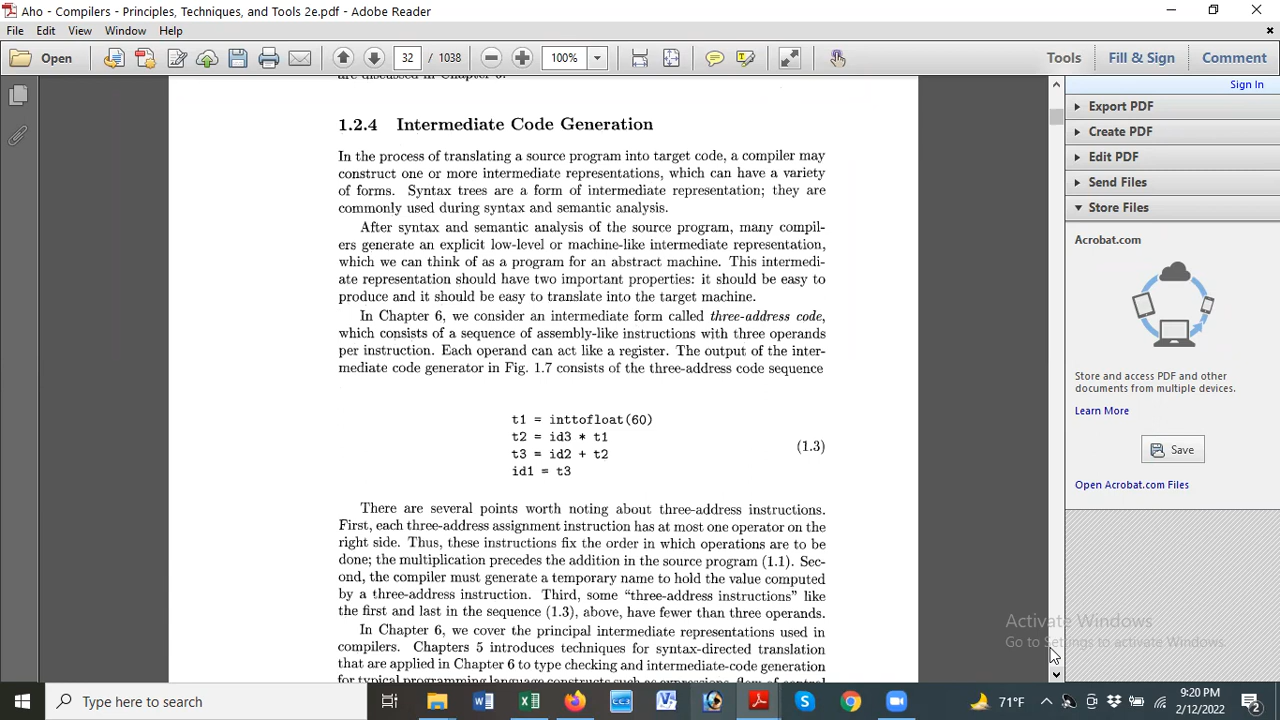 Aho - Compilers - Principles, Techniques, and Tools 2e.pdf - Adobe Reader
File Edit View Window Help
Open 32 / 1038 100% Tools Fill & Sign Comment
Sign In
Export PDF
Create PDF
Edit PDF
Send Files
Store Files
Acrobat.com
Store and access PDF and other
documents from multiple devices.
Learn More
Save
Open Acrobat.com Files
are discussed in Chapter
1.2.4 Intermediate Code Generation
In the process of translating a source program into target code, a compiler may
construct one or more intermediate representations, which can have a variety
of forms. Syntax trees are a form of intermediate representation; they are
commonly used during syntax and semantic analysis.
After syntax and semantic analysis of the source program, many compil-
ers generate an explicit low-level or machine-like intermediate representation,
which we can think of as a program for an abstract machine. This intermedi-
ate representation should have two important properties: it should be easy to
produce and it should be easy to translate into the target machine.
In Chapter 6, we consider an intermediate form called three-address code,
which consists of a sequence of assembly-like instructions with three operands
per instruction. Each operand can act like a register. The output of the inter-
mediate code generator in Fig. 1.7 consists of the three-address code sequence
t1 = inttofloat(60)
t2 = id3 * t1
t3 = id2 + t2
id1 = t3
(1.3)
There are several points worth noting about three-address instructions.
First, each three-address assignment instruction has at most one operator on the
right side. Thus, these instructions fix the order in which operations are to be
done; the multiplication precedes the addition in the source program (1.1). Sec-
ond, the compiler must generate a temporary name to hold the value computed
by a three-address instruction. Third, some “three-address instructions” like
the first and last in the sequence (1.3), above, have fewer than three operands.
In Chapter 6, we cover the principal intermediate representations used in
compilers. Chapters 5 introduces techniques for syntax-directed translation
that are applied in Chapter 6 to type checking and intermediate-code generation
for typical programming language constructs such as expressions, flow of control
Activate Windows
Go to Settings to activate Windows.
Type here to search
CC3
71°F
9:20 PM
2/12/2022
2